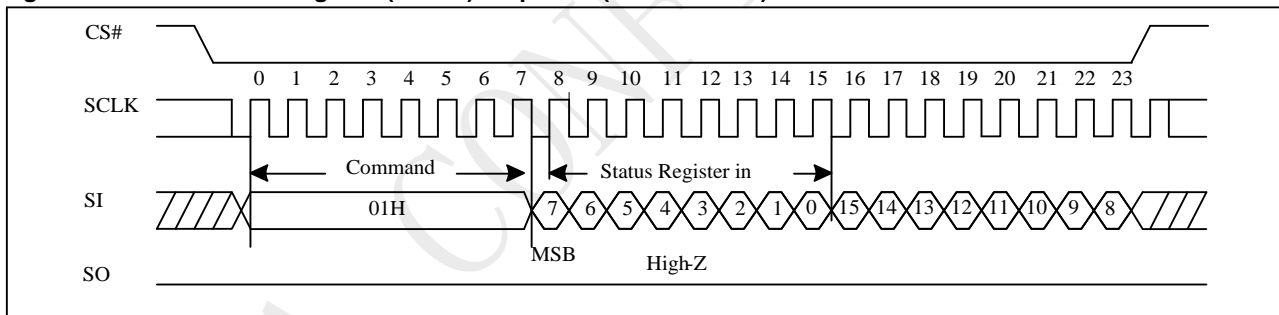 CS#
0 1 2 3 4 5 6 7 8 9 10 11 12 13 14 15 16 17 18 19 20 21 22 23
SCLK
Command Status Register in
SI 01H 7 6 5 4 3 2 1 0 15 14 13 12 11 10 9 8
MSB High-Z
SO